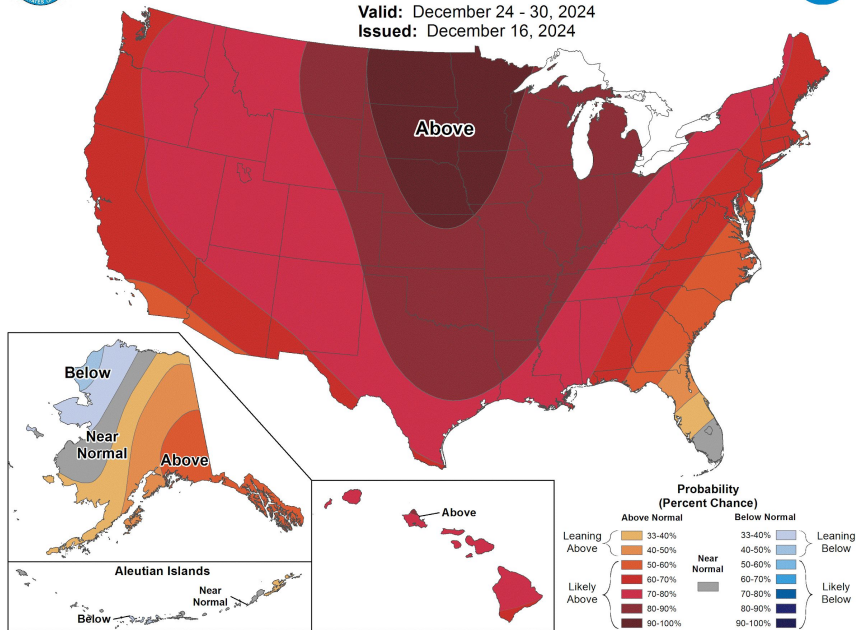 Valid: December 24 - 30, 2024
Issued: December 16, 2024
Above
Below
Near
Normal
Above
Above
Aleutian Islands
Near
Normal
Below
Probability
(Percent Chance)
Above Normal
Below Normal
Leaning
Above
33-40%
40-50%
Likely
Above
50-60%
60-70%
70-80%
80-90%
90-100%
Near
Normal
33-40%
40-50%
Leaning
Below
50-60%
60-70%
70-80%
80-90%
90-100%
Likely
Below